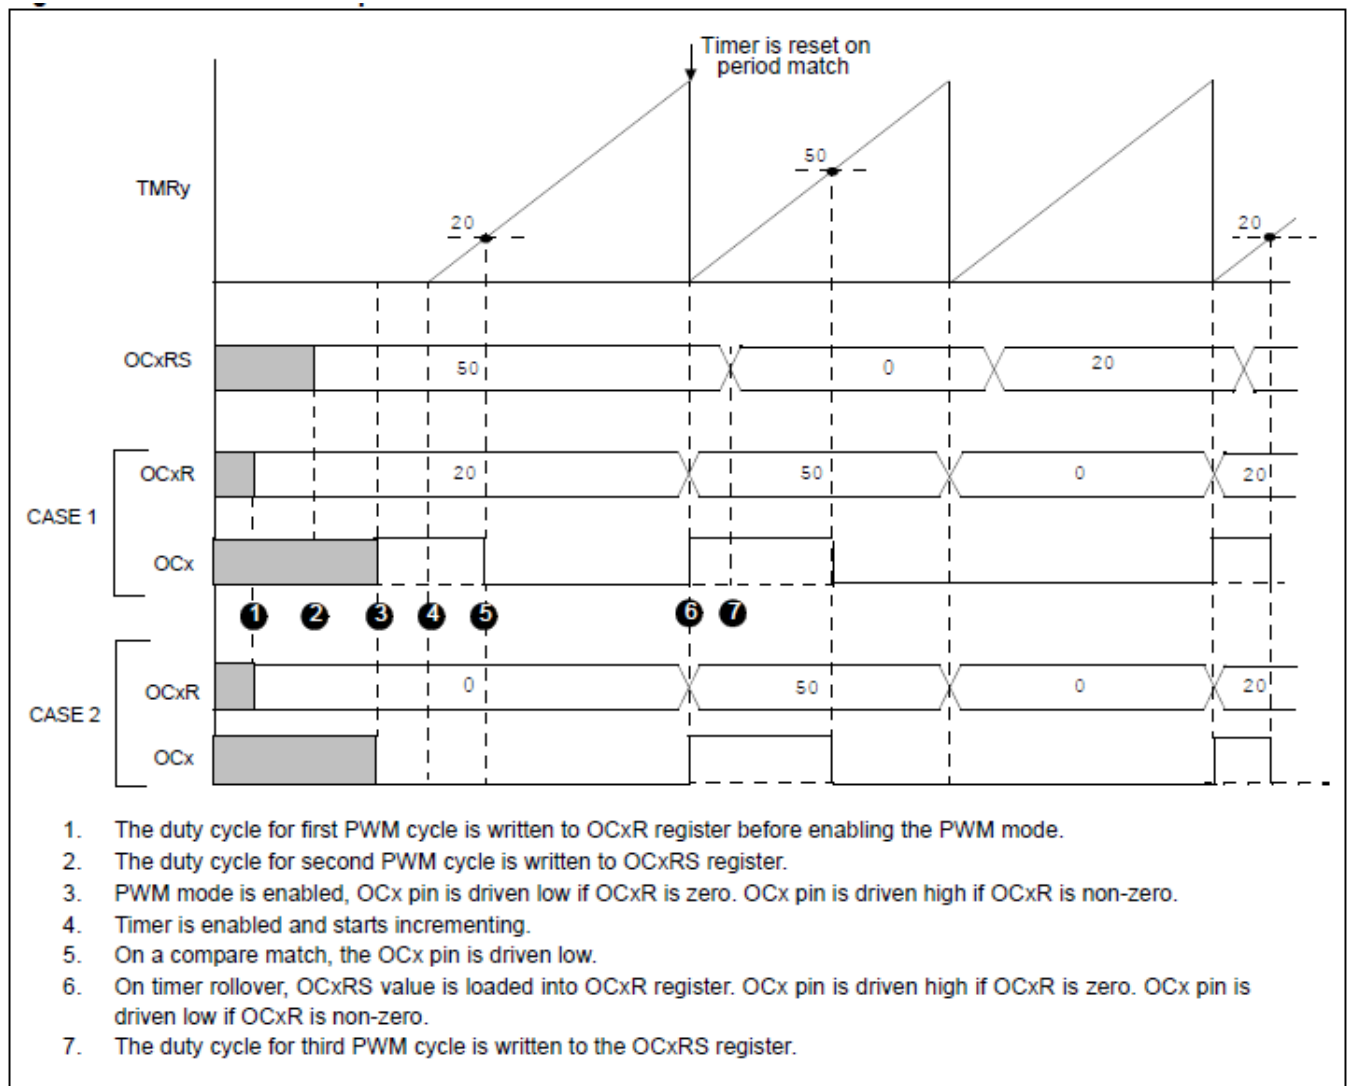 Timer is reset on
period match
50
TMRy
20
20
OCxRS
50
0
20
OCxR
20
50
0
20
CASE 1
OCx
1 2 3 4 5 6 7
OCxR
0
50
0
20
CASE 2
OCx
1. The duty cycle for first PWM cycle is written to OCxR register before enabling the PWM mode.
2. The duty cycle for second PWM cycle is written to OCxRS register.
3. PWM mode is enabled, OCx pin is driven low if OCxR is zero. OCx pin is driven high if OCxR is non-zero.
4. Timer is enabled and starts incrementing.
5. On a compare match, the OCx pin is driven low.
6. On timer rollover, OCxRS value is loaded into OCxR register. OCx pin is driven high if OCxR is zero. OCx pin is
driven low if OCxR is non-zero.
7. The duty cycle for third PWM cycle is written to the OCxRS register.